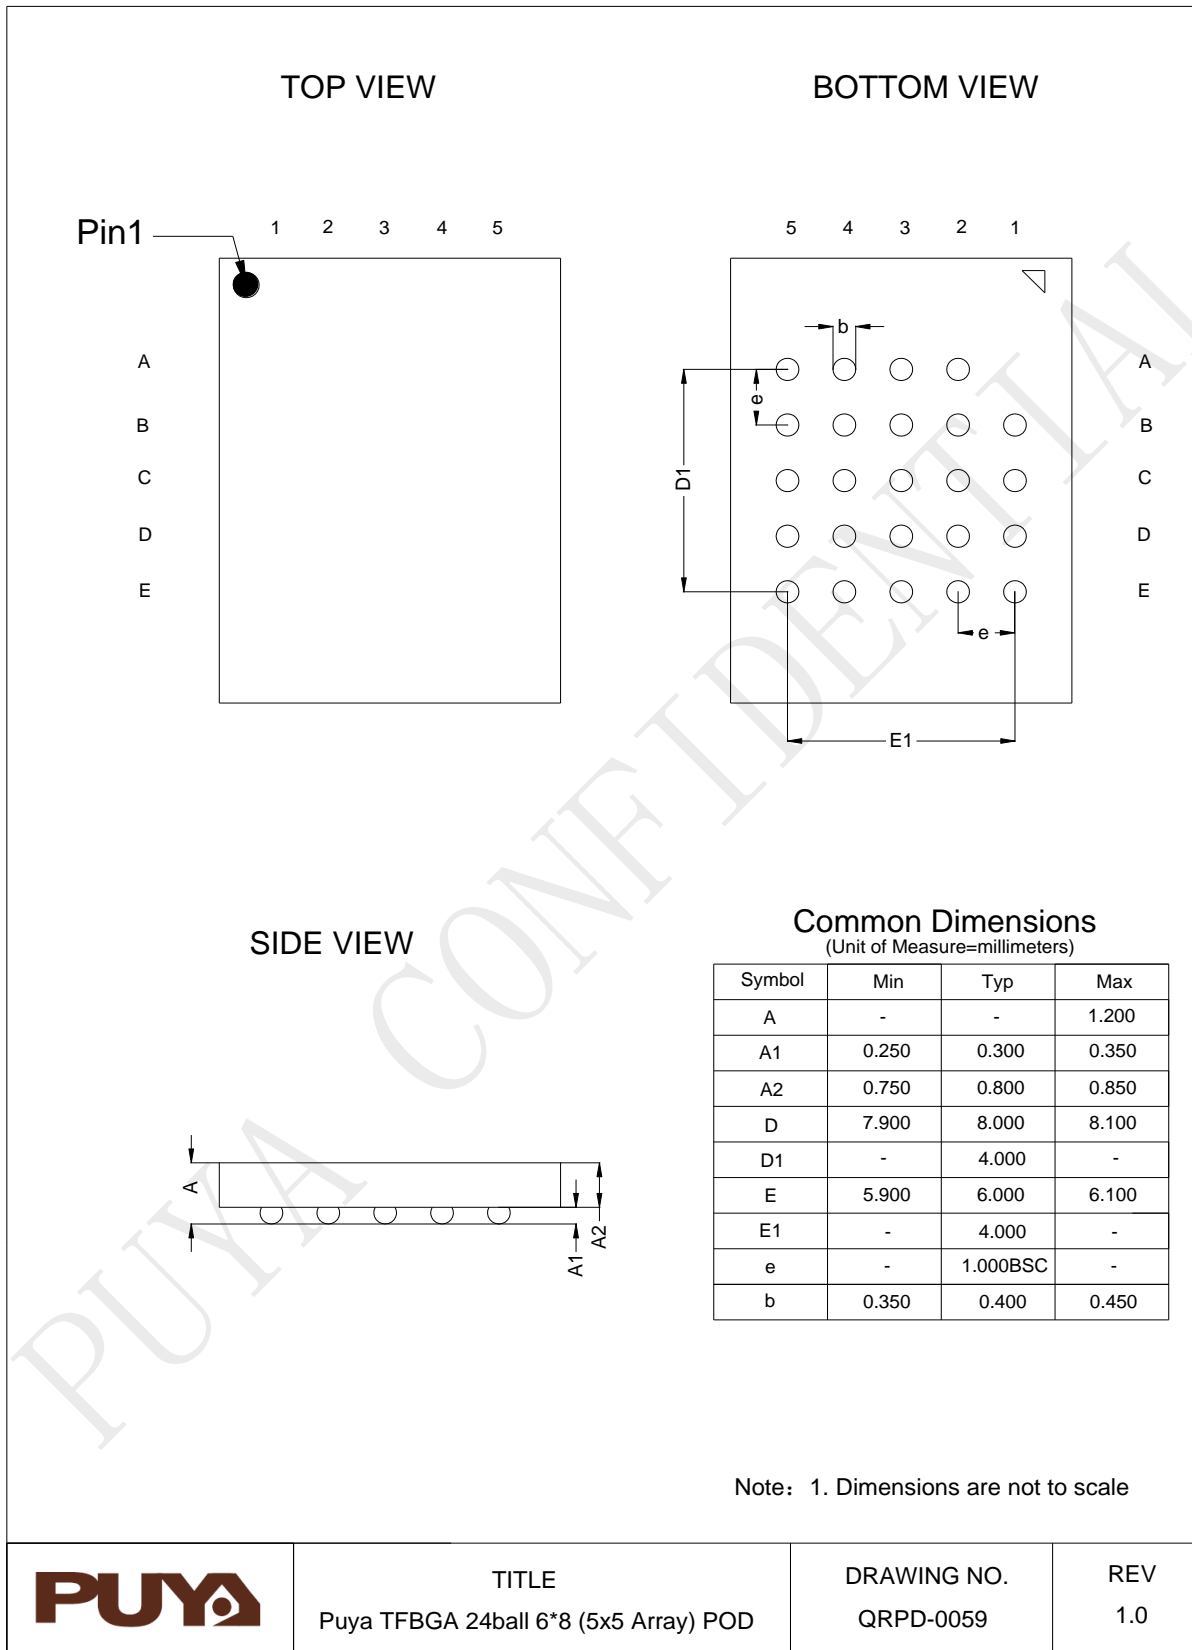 TOP VIEW
BOTTOM VIEW
Pin1
1 2 3 4 5
5 4 3 2 1
b
A
A
e
B
B
D1
C
C
D
D
E
E
e
E1
SIDE VIEW
Common Dimensions
(Unit of Measure=millimeters)
Symbol Min Typ Max
A - - 1.200
A1 0.250 0.300 0.350
A2 0.750 0.800 0.850
D 7.900 8.000 8.100
D1 - 4.000 -
E 5.900 6.000 6.100
E1 - 4.000 -
e - 1.000BSC -
b 0.350 0.400 0.450
A
A1
A2
PUYA CONFIDENTIAL
Note: 1. Dimensions are not to scale
PUYA
TITLE
Puya TFBGA 24ball 6*8 (5x5 Array) POD
DRAWING NO.
QRPD-0059
REV
1.0